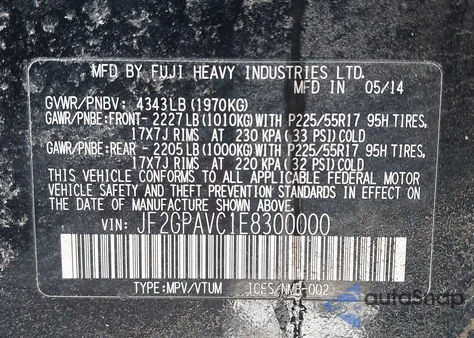 MFD BY FUJI HEAVY INDUSTRIES LTD.
MFD IN 05/14
GVWR/PNBV: 4343LB (1970KG)
GAWR/PNBE:FRONT- 2227LB (1010KG) WITH P225/55R17 95H TIRES,
17X7J RIMS AT 230 KPA (33 PSI) COLD
GAWR/PNBE:REAR - 2205LB (1000KG) WITH P225/55R17 95H TIRES,
17X7J RIMS AT 220 KPA (32 PSI) COLD
THIS VEHICLE CONFORMS TO ALL APPLICABLE FEDERAL MOTOR
VEHICLE SAFETY AND THEFT PREVENTION STANDARDS IN EFFECT ON
THE DATE OF MANUFACTURE SHOWN ABOVE.
VIN: JF2GPAVC1E8300000
TYPE:MPV/VTUM ICES/NMB-002
autoSnap